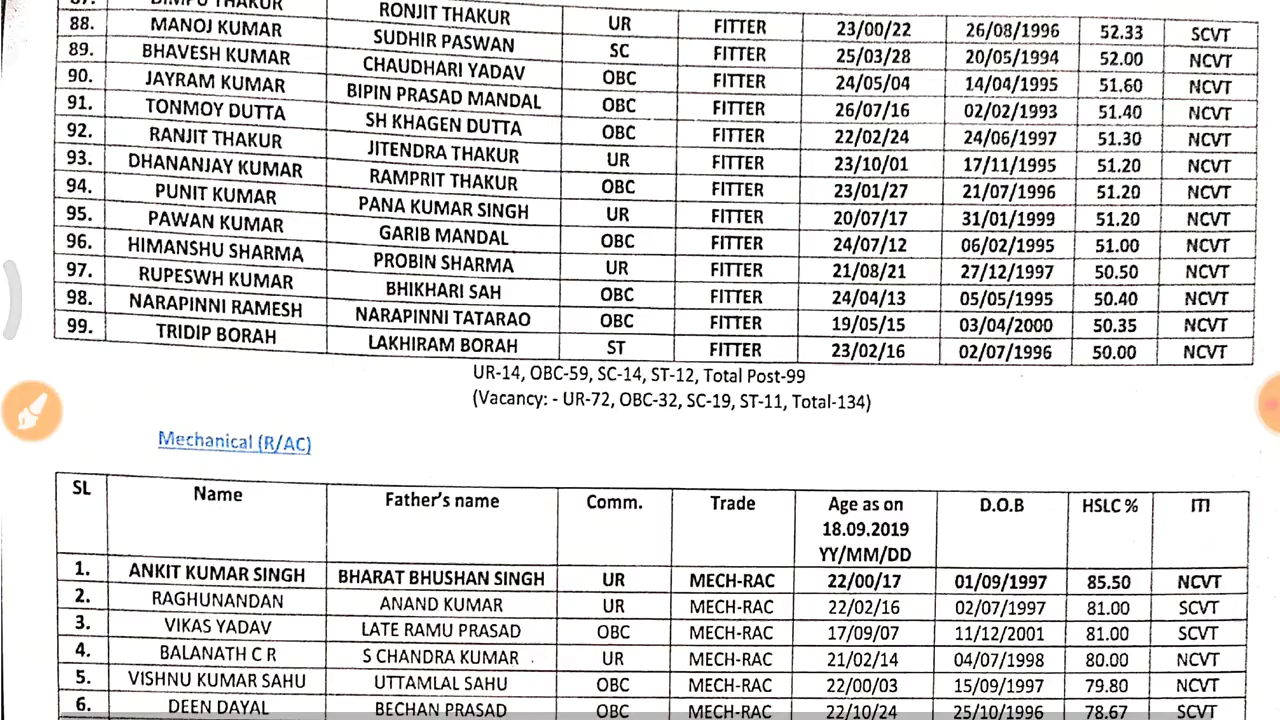 87. DIMPU THAKUR RONJIT THAKUR UR FITTER 23/00/22 26/08/1996 52.33 SCVT
88. MANOJ KUMAR SUDHIR PASWAN SC FITTER 25/03/28 20/05/1994 52.00 NCVT
89. BHAVESH KUMAR CHAUDHARI YADAV OBC FITTER 24/05/04 14/04/1995 51.60 NCVT
90. JAYRAM KUMAR BIPIN PRASAD MANDAL OBC FITTER 26/07/16 02/02/1993 51.40 NCVT
91. TONMOY DUTTA SH KHAGEN DUTTA OBC FITTER 22/02/24 24/06/1997 51.30 NCVT
92. RANJIT THAKUR JITENDRA THAKUR UR FITTER 23/10/01 17/11/1995 51.20 NCVT
93. DHANANJAY KUMAR RAMPRIT THAKUR OBC FITTER 23/01/27 21/07/1996 51.20 NCVT
94. PUNIT KUMAR PANA KUMAR SINGH UR FITTER 20/07/17 31/01/1999 51.20 NCVT
95. PAWAN KUMAR GARIB MANDAL OBC FITTER 24/07/12 06/02/1995 51.00 NCVT
96. HIMANSHU SHARMA PROBIN SHARMA UR FITTER 21/08/21 27/12/1997 50.50 NCVT
97. RUPESWH KUMAR BHIKHARI SAH OBC FITTER 24/04/13 05/05/1995 50.40 NCVT
98. NARAPINNI RAMESH NARAPINNI TATARAO OBC FITTER 19/05/15 03/04/2000 50.35 NCVT
99. TRIDIP BORAH LAKHIRAM BORAH ST FITTER 23/02/16 02/07/1996 50.00 NCVT
UR-14, OBC-59, SC-14, ST-12, Total Post-99
(Vacancy: - UR-72, OBC-32, SC-19, ST-11, Total-134)
Mechanical (R/AC)
SL Name Father's name Comm. Trade Age as on D.O.B HSLC % ITI
18.09.2019
YY/MM/DD
1. ANKIT KUMAR SINGH BHARAT BHUSHAN SINGH UR MECH-RAC 22/00/17 01/09/1997 85.50 NCVT
2. RAGHUNANDAN ANAND KUMAR UR MECH-RAC 22/02/16 02/07/1997 81.00 SCVT
3. VIKAS YADAV LATE RAMU PRASAD OBC MECH-RAC 17/09/07 11/12/2001 81.00 SCVT
4. BALANATH C R S CHANDRA KUMAR UR MECH-RAC 21/02/14 04/07/1998 80.00 NCVT
5. VISHNU KUMAR SAHU UTTAMLAL SAHU OBC MECH-RAC 22/00/03 15/09/1997 79.80 NCVT
6. DEEN DAYAL BECHAN PRASAD OBC MECH-RAC 22/10/24 25/10/1996 78.67 SCVT